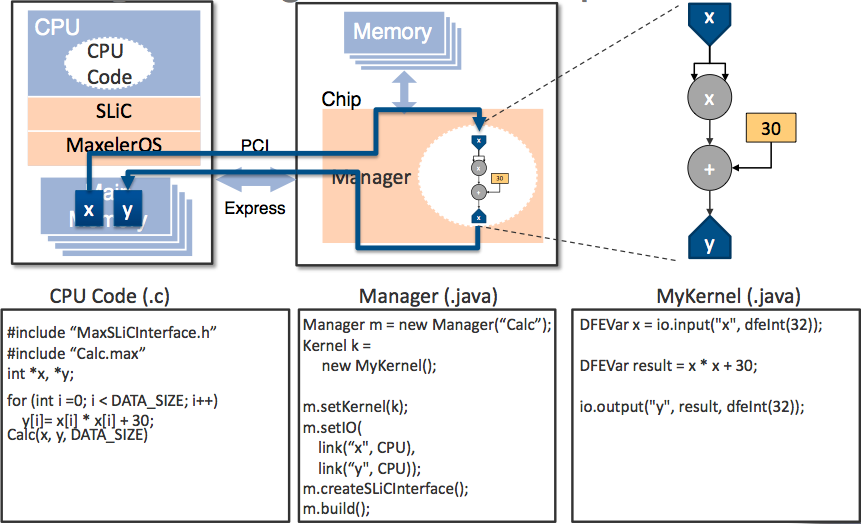 CPU
CPU
Code
SLiC
MaxelerOS
Main
Memory
x
y
PCI
Express
Memory
Chip
Manager
x
x
30
+
x
x
x
30
+
y
CPU Code (.c)
#include “MaxSLiCInterface.h”
#include “Calc.max”
int *x, *y;
for (int i =0; i < DATA_SIZE; i++)
y[i]= x[i] * x[i] + 30;
Calc(x, y, DATA_SIZE)
Manager (.java)
Manager m = new Manager(“Calc”);
Kernel k =
new MyKernel();
m.setKernel(k);
m.setIO(
link(“x", CPU),
link(“y", CPU));
m.createSLiCInterface();
m.build();
MyKernel (.java)
DFEVar x = io.input("x", dfeInt(32));
DFEVar result = x * x + 30;
io.output("y", result, dfeInt(32));